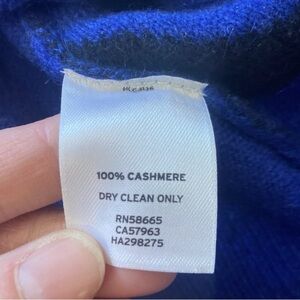 100% CASHMERE
DRY CLEAN ONLY
RN58665
CA57963
HA298275